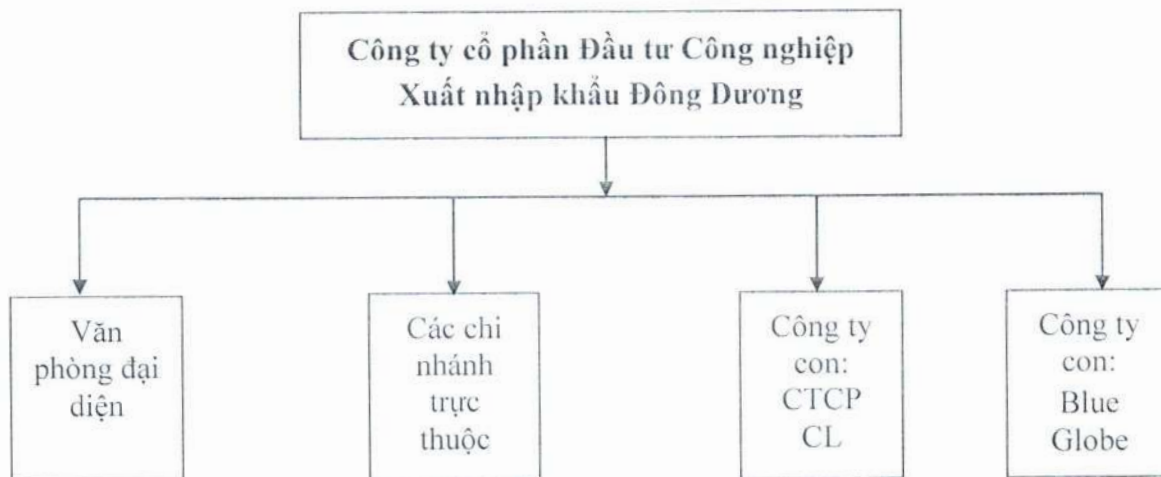 Công ty cổ phần Đầu tư Công nghiệp
Xuất nhập khẩu Đông Dương
Văn
phòng đại
diện
Các chi
nhánh
trực
thuộc
Công ty
con:
CTCP
CL
Công ty
con:
Blue
Globe